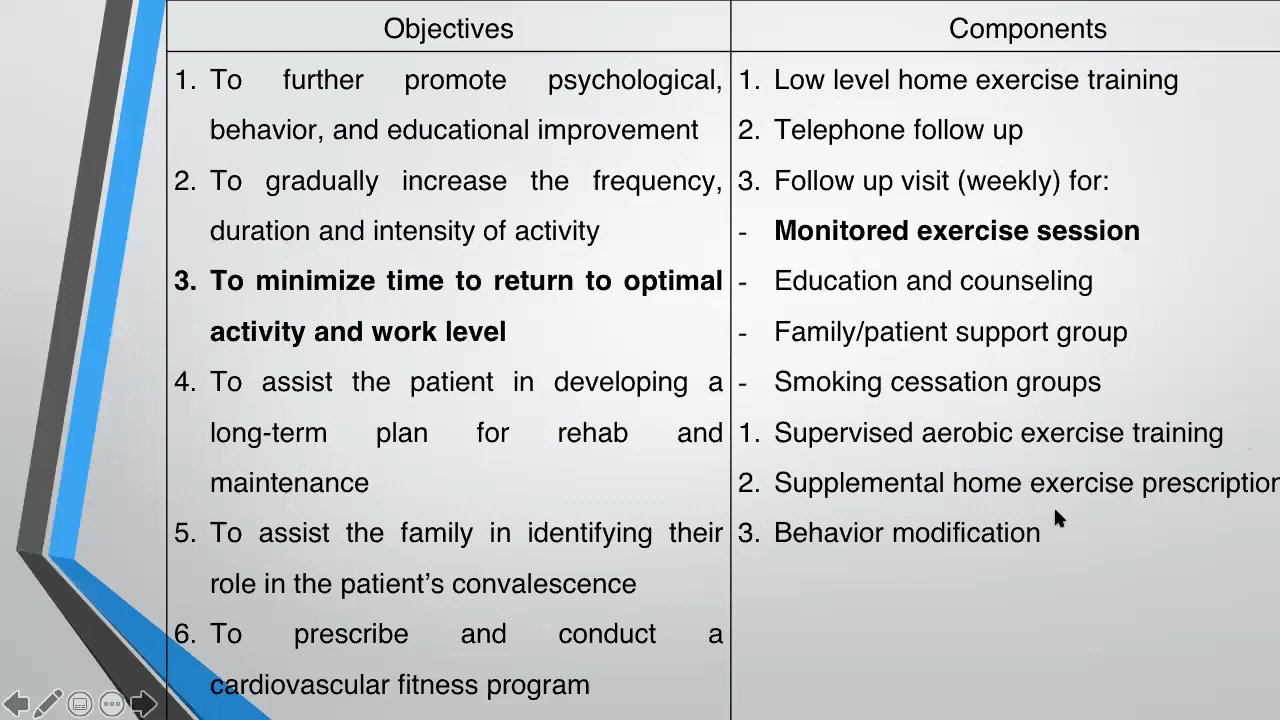 Objectives
1. To further promote psychological,
behavior, and educational improvement
2. To gradually increase the frequency,
duration and intensity of activity
3. To minimize time to return to optimal
activity and work level
4. To assist the patient in developing a
long-term plan for rehab and
maintenance
5. To assist the family in identifying their
role in the patient’s convalescence
6. To prescribe and conduct a
cardiovascular fitness program
Components
1. Low level home exercise training
2. Telephone follow up
3. Follow up visit (weekly) for:
- Monitored exercise session
- Education and counseling
- Family/patient support group
- Smoking cessation groups
1. Supervised aerobic exercise training
2. Supplemental home exercise prescription
3. Behavior modification